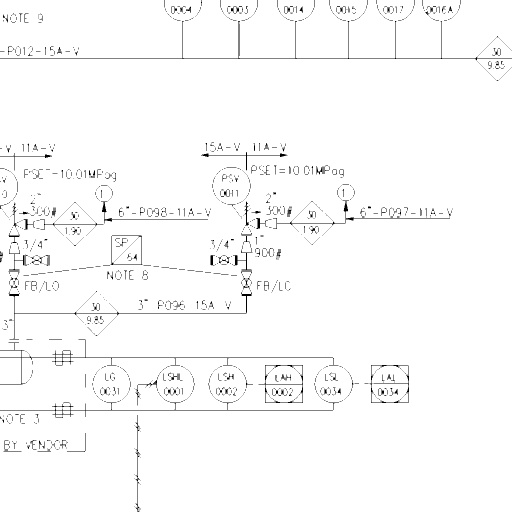 0004 0003 0014 0015 0017 0016A
NOTE 9
-P012-15A-V
30
9.85
11A-V
15A-V 11A-V
PSET=10.01MPag
PSET=10.01MPag
PSV
0011
1
1
2"
300#
30
1.90
6"-P098-11A-V
2"
300#
30
1.90
6"-P097-11A-V
3/4"
SP
64
3/4"
1"
900#
NOTE 8
FB/LO
FB/LO
30
9.85
3"-P096-15A-V
3"
LG
0031
LSHL
0001
LSH
0002
LAH
0002
LSL
0034
LAL
0034
NOTE 3
BY VENDOR